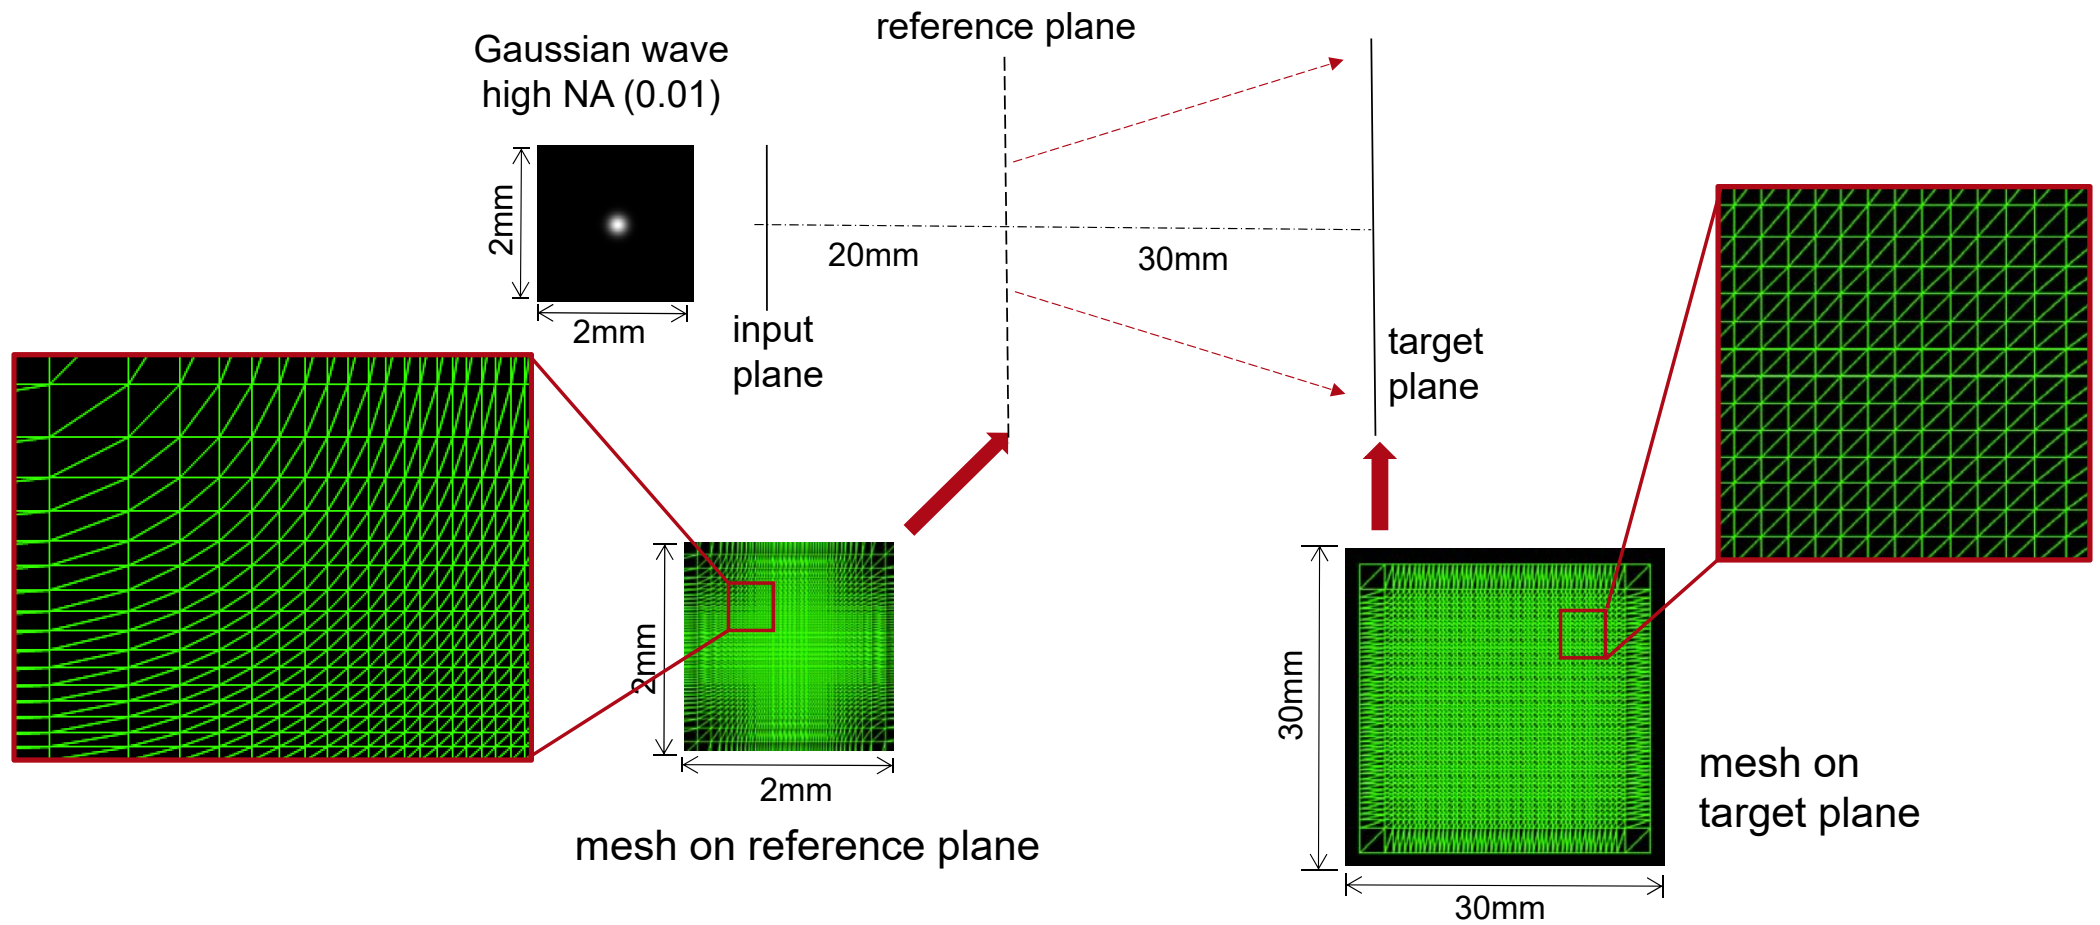 reference plane
Gaussian wave
high NA (0.01)
2mm
2mm
20mm
30mm
input
plane
target
plane
2mm
2mm
mesh on reference plane
30mm
30mm
mesh on
target plane